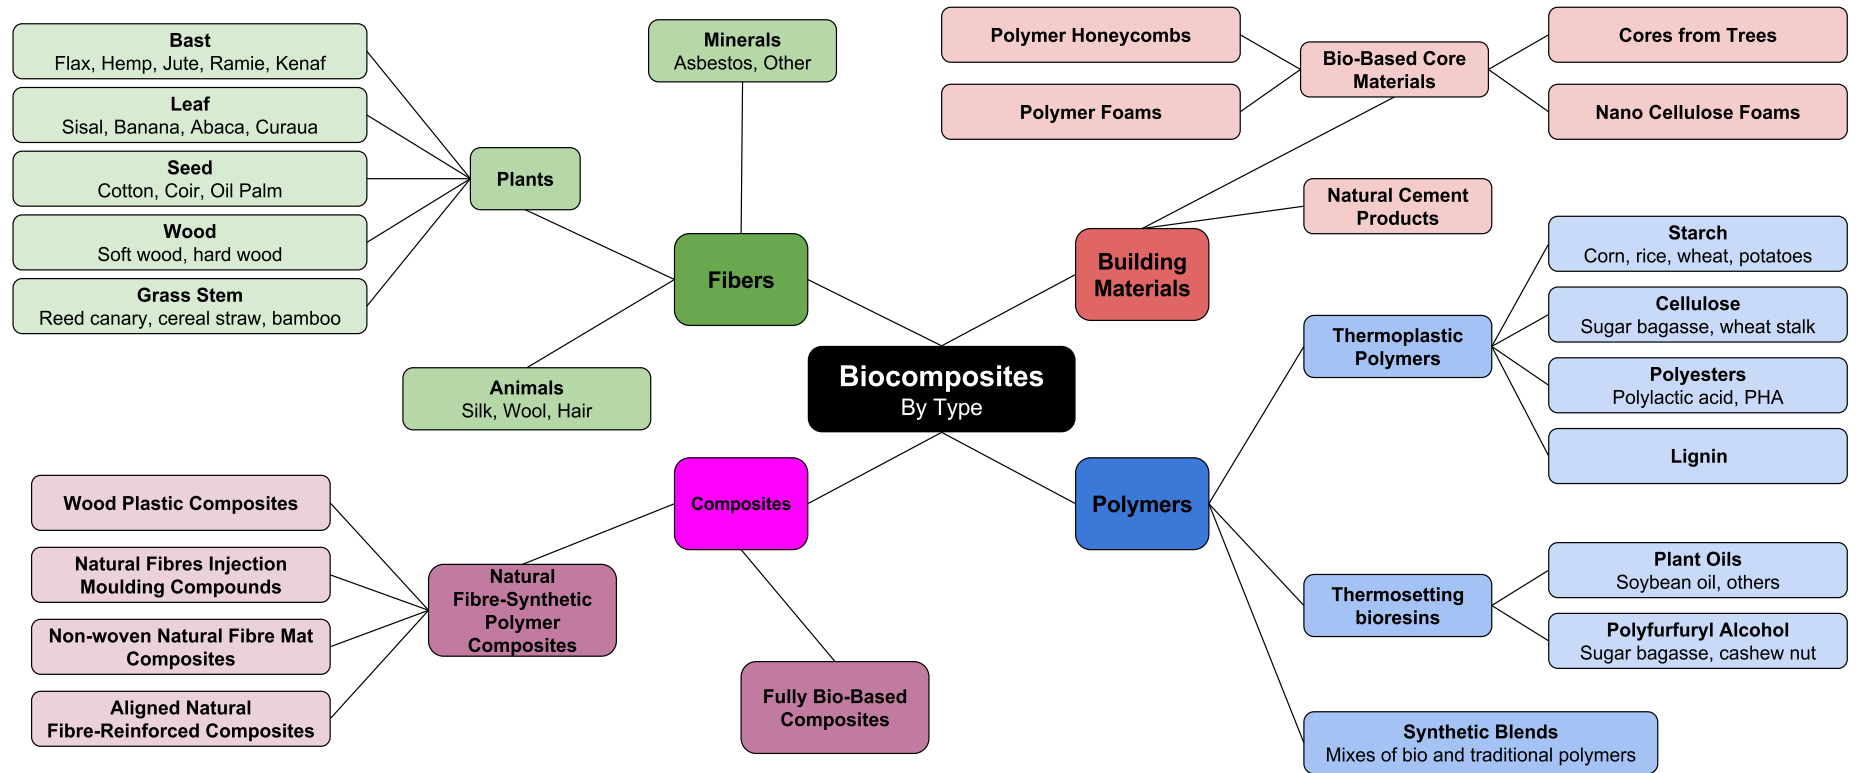 Bast
Flax, Hemp, Jute, Ramie, Kenaf
Leaf
Sisal, Banana, Abaca, Curaua
Seed
Cotton, Coir, Oil Palm
Wood
Soft wood, hard wood
Grass Stem
Reed canary, cereal straw, bamboo
Plants
Minerals
Asbestos, Other
Fibers
Animals
Silk, Wool, Hair
Polymer Honeycombs
Polymer Foams
Bio-Based Core
Materials
Cores from Trees
Nano Cellulose Foams
Natural Cement
Products
Building
Materials
Biocomposites
By Type
Thermoplastic
Polymers
Starch
Corn, rice, wheat, potatoes
Cellulose
Sugar bagasse, wheat stalk
Polyesters
Polylactic acid, PHA
Lignin
Composites
Polymers
Wood Plastic Composites
Natural Fibres Injection
Moulding Compounds
Non-woven Natural Fibre Mat
Composites
Aligned Natural
Fibre-Reinforced Composites
Natural
Fibre-Synthetic
Polymer
Composites
Fully Bio-Based
Composites
Thermosetting
bioresins
Plant Oils
Soybean oil, others
Polyfurfuryl Alcohol
Sugar bagasse, cashew nut
Synthetic Blends
Mixes of bio and traditional polymers